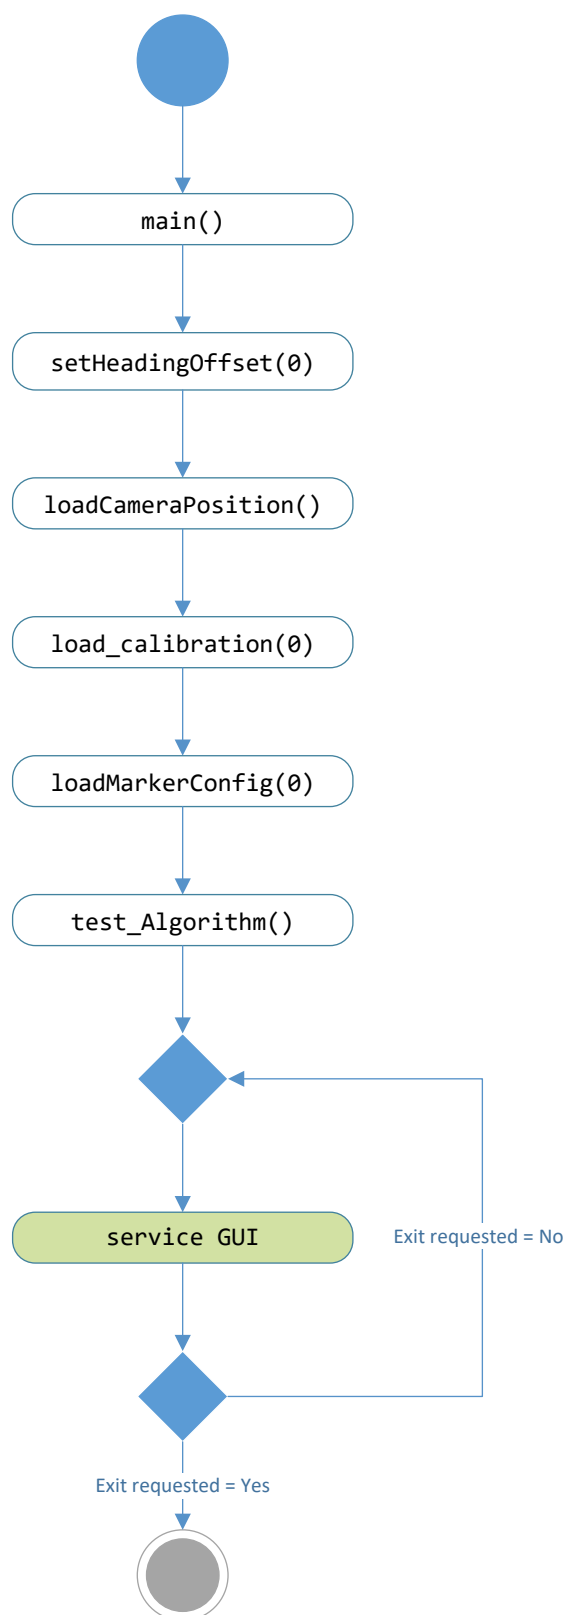 main()
setHeadingOffset(0)
loadCameraPosition()
load_calibration(0)
loadMarkerConfig(0)
test_Algorithm()
service GUI
Exit requested = No
Exit requested = Yes